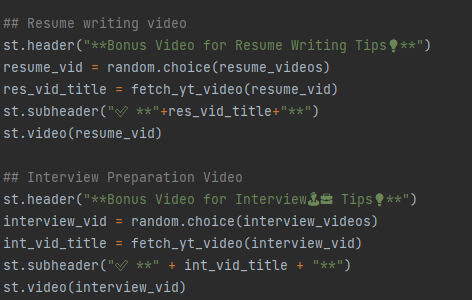 ## Resume writing video
st.header("**Bonus Video for Resume Writing Tips💡**")
resume_vid = random.choice(resume_videos)
res_vid_title = fetch_yt_video(resume_vid)
st.subheader("✅ **"+res_vid_title+"**")
st.video(resume_vid)

## Interview Preparation Video
st.header("**Bonus Video for Interview👨‍💼 Tips💡**")
interview_vid = random.choice(interview_videos)
int_vid_title = fetch_yt_video(interview_vid)
st.subheader("✅ **" + int_vid_title + "**")
st.video(interview_vid)